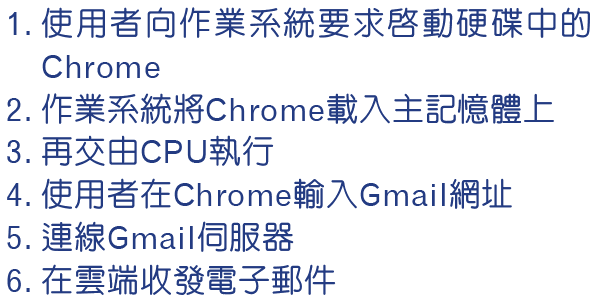 1. 使用者向作業系統要求啓動硬碟中的
Chrome
2. 作業系統將Chrome載入主記憶體上
3. 再交由CPU執行
4. 使用者在Chrome輸入Gmail網址
5. 連線Gmail伺服器
6. 在雲端收發電子郵件